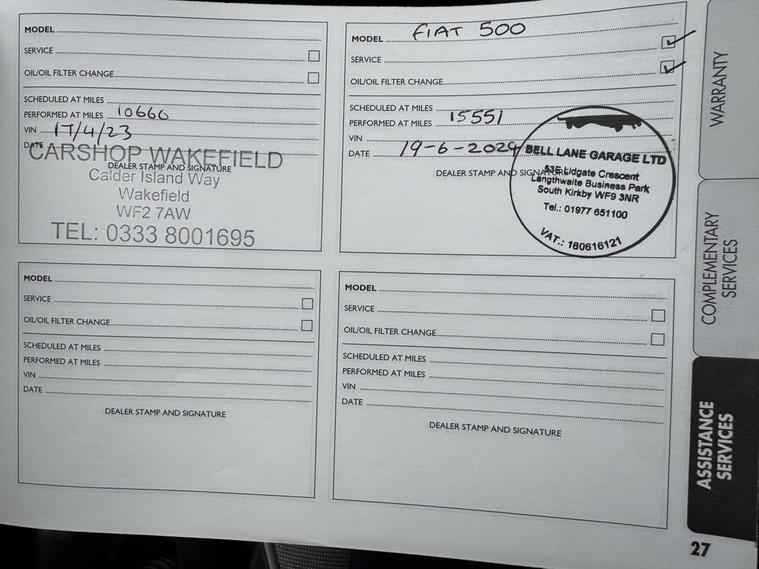 MODEL
SERVICE
OIL/OIL FILTER CHANGE
SCHEDULED AT MILES
PERFORMED AT MILES 10660
VIN 17/4/23
DATE
CARSHOP WAKEFIELD
DEALER STAMP AND SIGNATURE
Calder Island Way
Wakefield
WF2 7AW
TEL: 0333 8001695
MODEL FIAT 500
SERVICE
OIL/OIL FILTER CHANGE
SCHEDULED AT MILES
PERFORMED AT MILES 15551
VIN
DATE 19-6-2024
DEALER STAMP AND SIGNATURE
BELL LANE GARAGE LTD
53E Lidgate Crescent
Langthwaite Business Park
South Kirkby WF9 3NR
Tel.: 01977 651100
VAT.: 180616121
MODEL
SERVICE
OIL/OIL FILTER CHANGE
SCHEDULED AT MILES
PERFORMED AT MILES
VIN
DATE
DEALER STAMP AND SIGNATURE
MODEL
SERVICE
OIL/OIL FILTER CHANGE
SCHEDULED AT MILES
PERFORMED AT MILES
VIN
DATE
DEALER STAMP AND SIGNATURE
WARRANTY
COMPLEMENTARY
SERVICES
ASSISTANCE
SERVICES
27